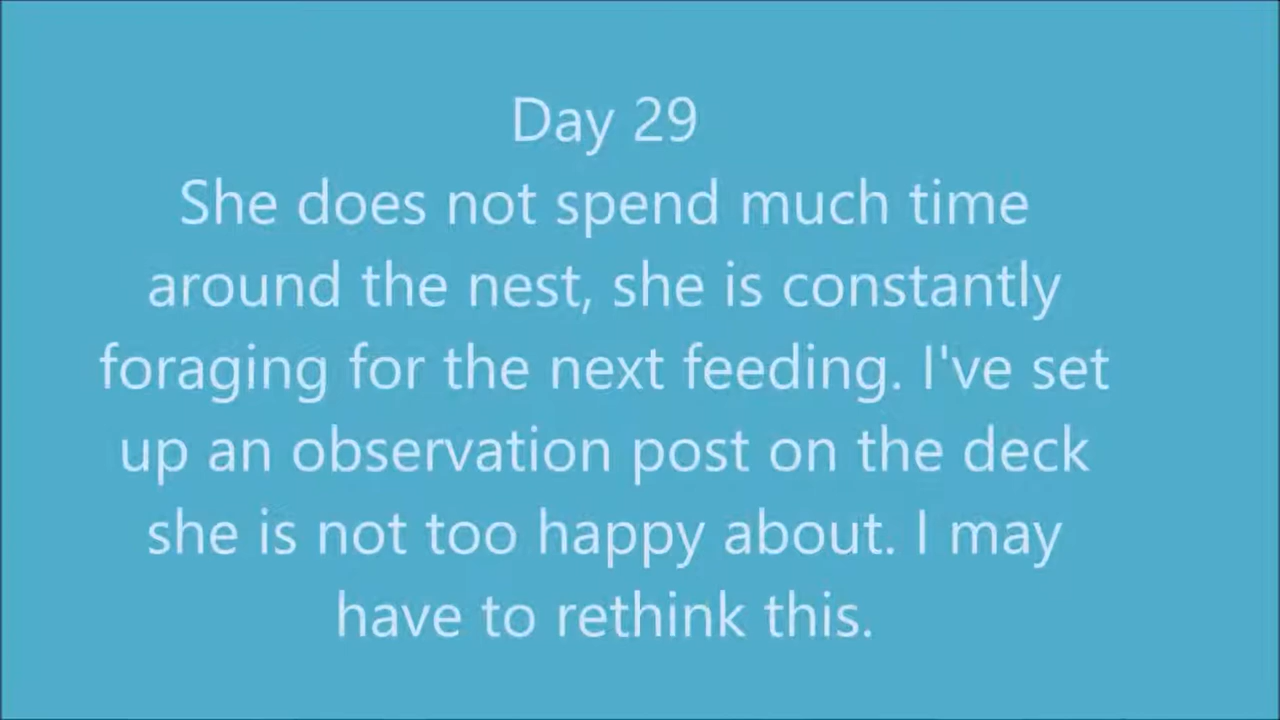 Day 29
She does not spend much time
around the nest, she is constantly
foraging for the next feeding. I've set
up an observation post on the deck
she is not too happy about. I may
have to rethink this.